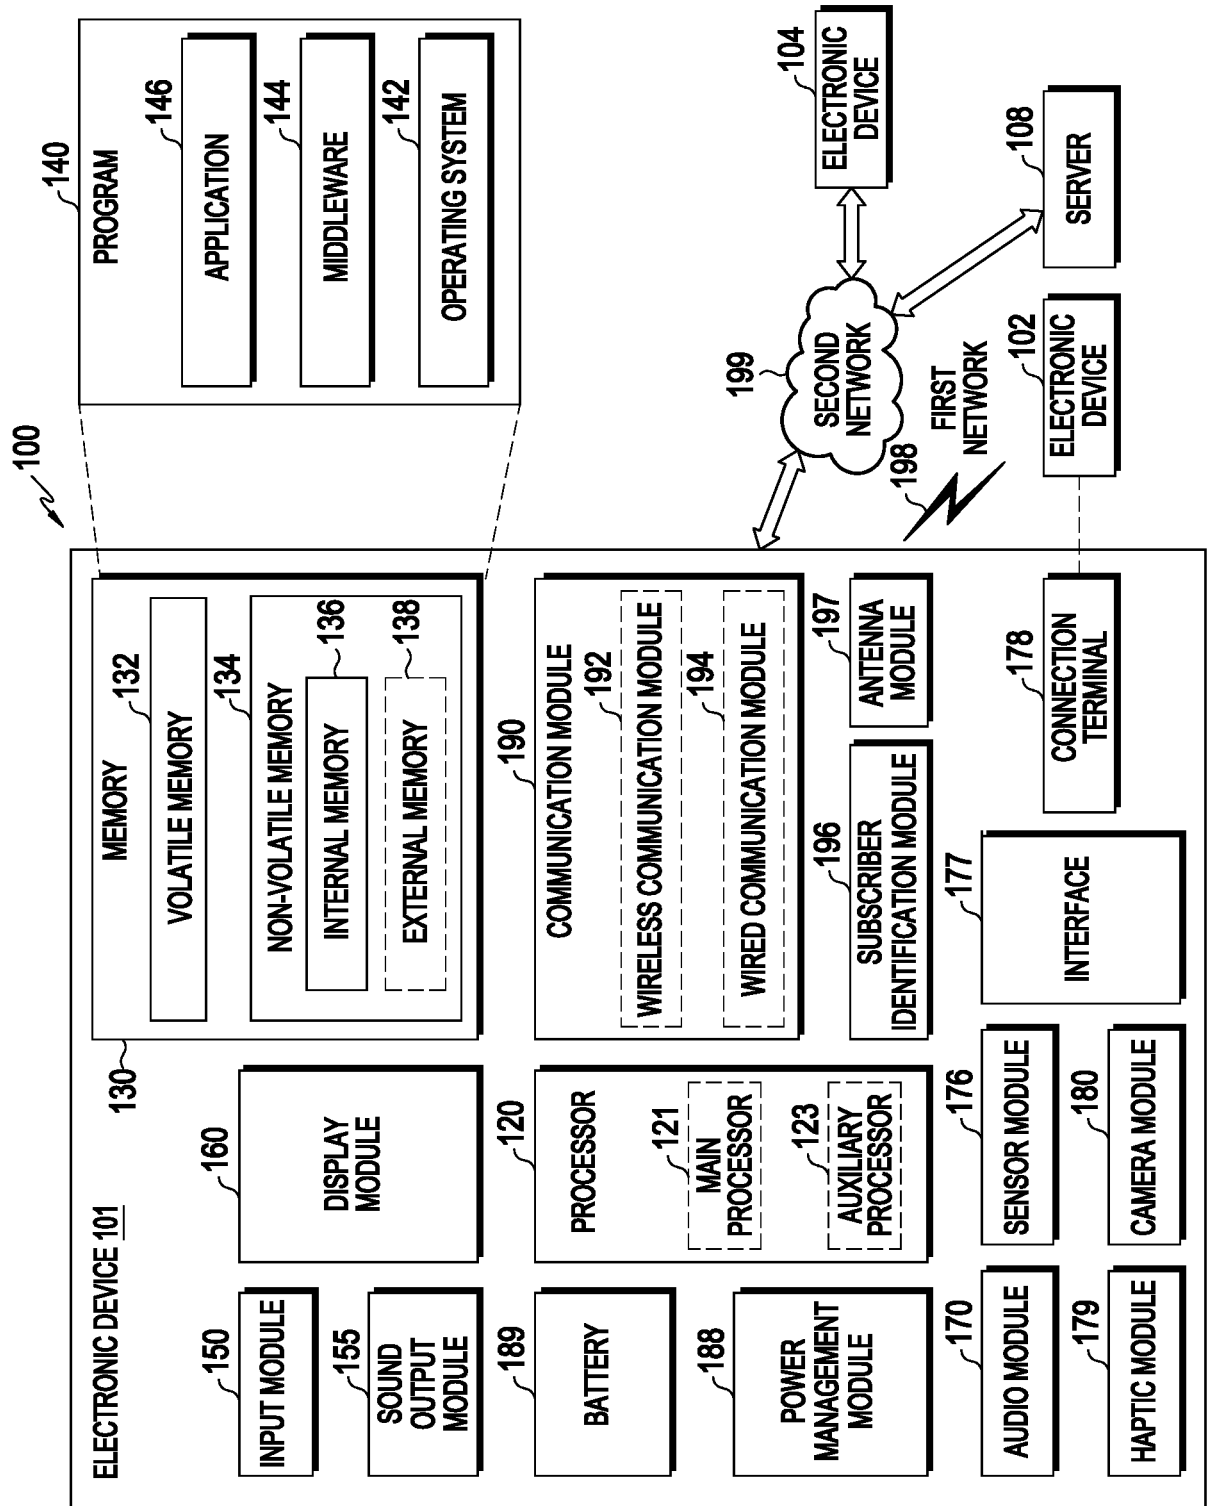 100
ELECTRONIC DEVICE 101
150
INPUT MODULE
155
SOUND
OUTPUT
MODULE
189
BATTERY
188
POWER
MANAGEMENT
MODULE
170
AUDIO MODULE
179
HAPTIC MODULE
160
DISPLAY
MODULE
120
PROCESSOR
121
MAIN
PROCESSOR
123
AUXILIARY
PROCESSOR
176
SENSOR MODULE
180
CAMERA MODULE
130
MEMORY
132
VOLATILE MEMORY
134
NON-VOLATILE MEMORY
136
INTERNAL MEMORY
138
EXTERNAL MEMORY
190
COMMUNICATION MODULE
192
WIRELESS COMMUNICATION MODULE
194
WIRED COMMUNICATION MODULE
196
SUBSCRIBER
IDENTIFICATION MODULE
197
ANTENNA
MODULE
177
INTERFACE
178
CONNECTION
TERMINAL
140
PROGRAM
146
APPLICATION
144
MIDDLEWARE
142
OPERATING SYSTEM
199
SECOND
NETWORK
198
FIRST
NETWORK
104
ELECTRONIC
DEVICE
108
SERVER
102
ELECTRONIC
DEVICE